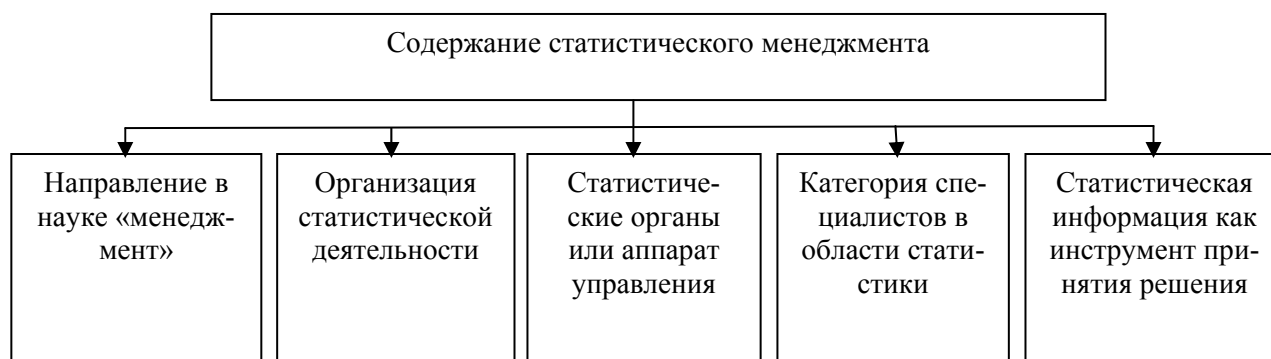 Содержание статистического менеджмента
Направление в
науке «менедж-
мент»
Организация
статистической
деятельности
Статистиче-
ские органы
или аппарат
управления
Категория спе-
циалистов в
области стати-
стики
Статистическая
информация как
инструмент при-
нятия решения